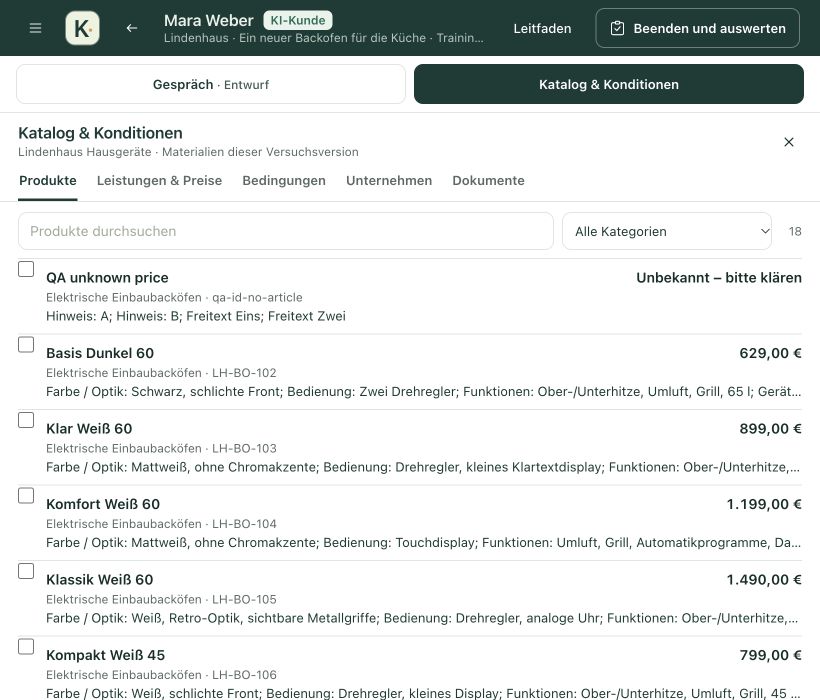 K
Mara Weber KI-Kunde
Lindenhaus · Ein neuer Backofen für die Küche · Trainin...
Leitfaden
Beenden und auswerten
Gespräch · Entwurf
Katalog & Konditionen
Katalog & Konditionen
Lindenhaus Hausgeräte · Materialien dieser Versuchsversion
Produkte Leistungen & Preise Bedingungen Unternehmen Dokumente
Produkte durchsuchen
Alle Kategorien
18
QA unknown price Unbekannt – bitte klären
Elektrische Einbaubacköfen · qa-id-no-article
Hinweis: A; Hinweis: B; Freitext Eins; Freitext Zwei
Basis Dunkel 60 629,00 €
Elektrische Einbaubacköfen · LH-BO-102
Farbe / Optik: Schwarz, schlichte Front; Bedienung: Zwei Drehregler; Funktionen: Ober-/Unterhitze, Umluft, Grill, 65 l; Gerät...
Klar Weiß 60 899,00 €
Elektrische Einbaubacköfen · LH-BO-103
Farbe / Optik: Mattweiß, ohne Chromakzente; Bedienung: Drehregler, kleines Klartextdisplay; Funktionen: Ober-/Unterhitze,...
Komfort Weiß 60 1.199,00 €
Elektrische Einbaubacköfen · LH-BO-104
Farbe / Optik: Mattweiß, ohne Chromakzente; Bedienung: Touchdisplay; Funktionen: Umluft, Grill, Automatikprogramme, Da...
Klassik Weiß 60 1.490,00 €
Elektrische Einbaubacköfen · LH-BO-105
Farbe / Optik: Weiß, Retro-Optik, sichtbare Metallgriffe; Bedienung: Drehregler, analoge Uhr; Funktionen: Ober-/Unterhitze,...
Kompakt Weiß 45 799,00 €
Elektrische Einbaubacköfen · LH-BO-106
Farbe / Optik: Weiß, schlichte Front; Bedienung: Drehregler, kleines Display; Funktionen: Ober-/Unterhitze, Umluft, Grill, 45 ...